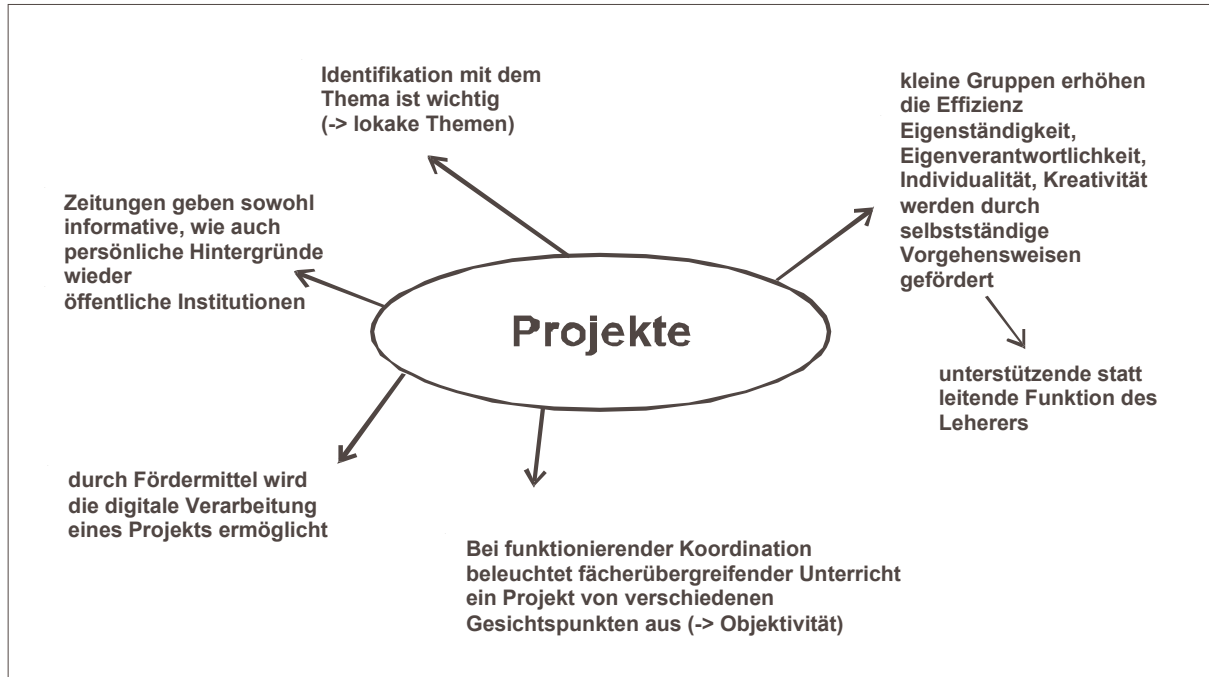 Identifikation mit dem
Thema ist wichtig
(-> lokake Themen)
kleine Gruppen erhöhen
die Effizienz
Eigenständigkeit,
Eigenverantwortlichkeit,
Individualität, Kreativität
werden durch
selbstständige
Vorgehensweisen
gefördert
Zeitungen geben sowohl
informative, wie auch
persönliche Hintergründe
wieder
öffentliche Institutionen
Projekte
unterstützende statt
leitende Funktion des
Leherers
durch Fördermittel wird
die digitale Verarbeitung
eines Projekts ermöglicht
Bei funktionierender Koordination
beleuchtet fächerübergreifender Unterricht
ein Projekt von verschiedenen
Gesichtspunkten aus (-> Objektivität)